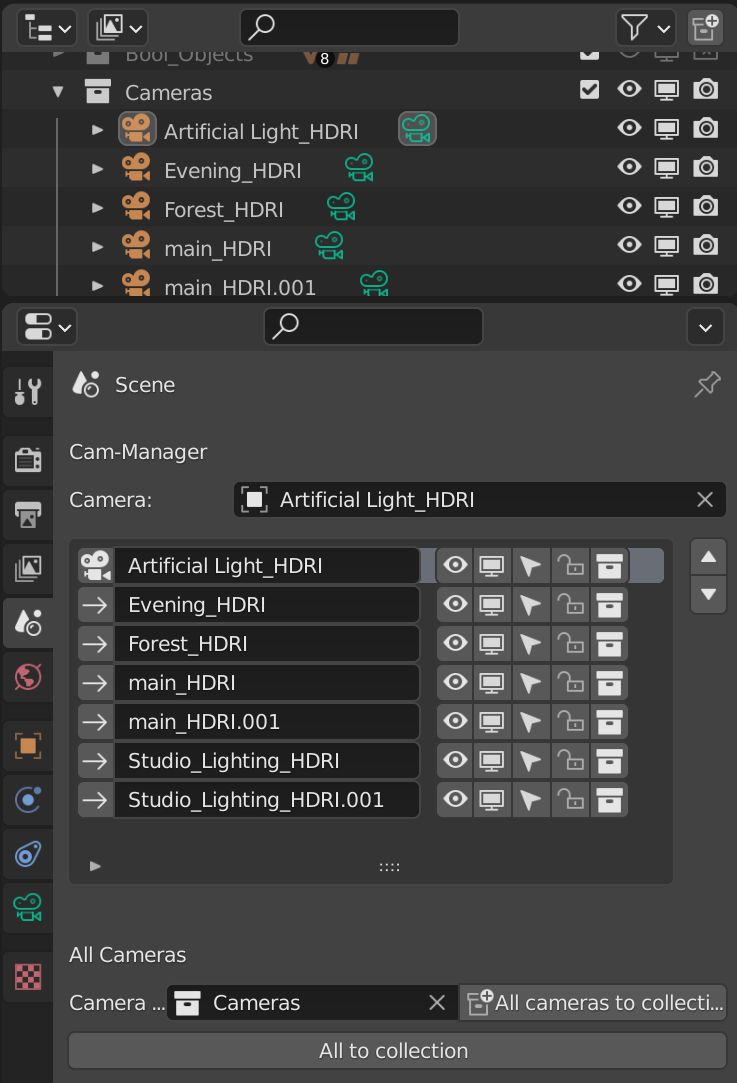 Bool_Objects
8
Cameras
Artificial Light_HDRI
Evening_HDRI
Forest_HDRI
main_HDRI
main_HDRI.001
Scene
Cam-Manager
Camera: Artificial Light_HDRI
Artificial Light_HDRI
Evening_HDRI
Forest_HDRI
main_HDRI
main_HDRI.001
Studio_Lighting_HDRI
Studio_Lighting_HDRI.001
All Cameras
Camera ... Cameras All cameras to collecti...
All to collection